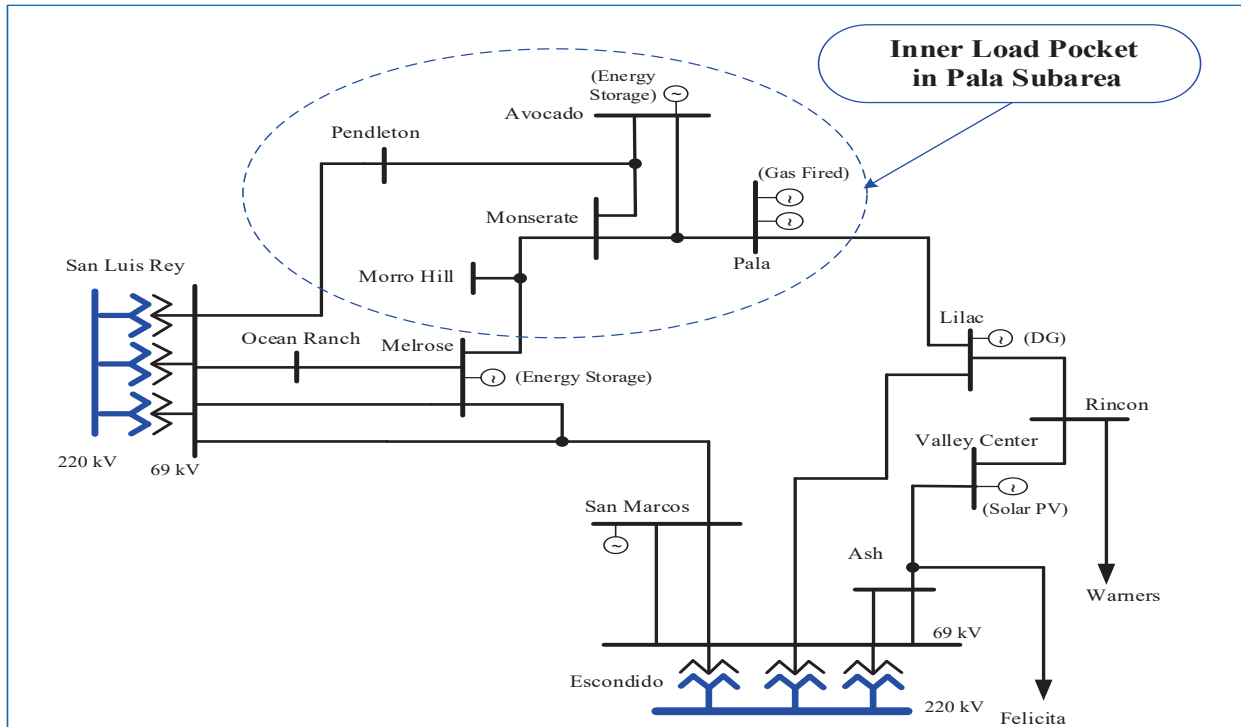 Inner Load Pocket
in Pala Subarea
(Energy
Storage)
Avocado
Pendleton
(Gas Fired)
Monserate
Pala
San Luis Rey
Morro Hill
Lilac
(DG)
Ocean Ranch
Melrose
(Energy Storage)
Rincon
Valley Center
220 kV
69 kV
(Solar PV)
San Marcos
Ash
Warners
69 kV
Escondido
220 kV
Felicita